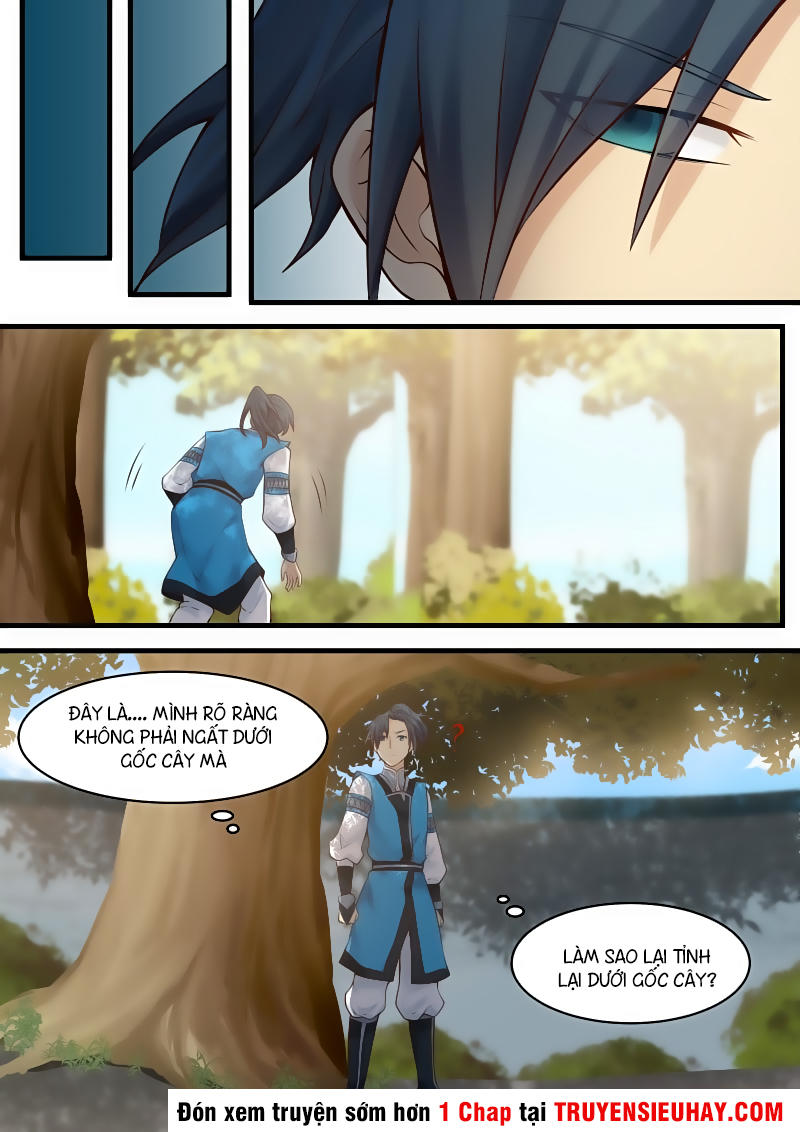 ĐÂY LÀ.... MÌNH RÕ RÀNG
KHÔNG PHẢI NGẤT DƯỚI
GỐC CÂY MÀ
?
LÀM SAO LẠI TỈNH
LẠI DƯỚI GỐC CÂY?
Đón xem truyện sớm hơn 1 Chap tại TRUYENSIEUHAY.COM